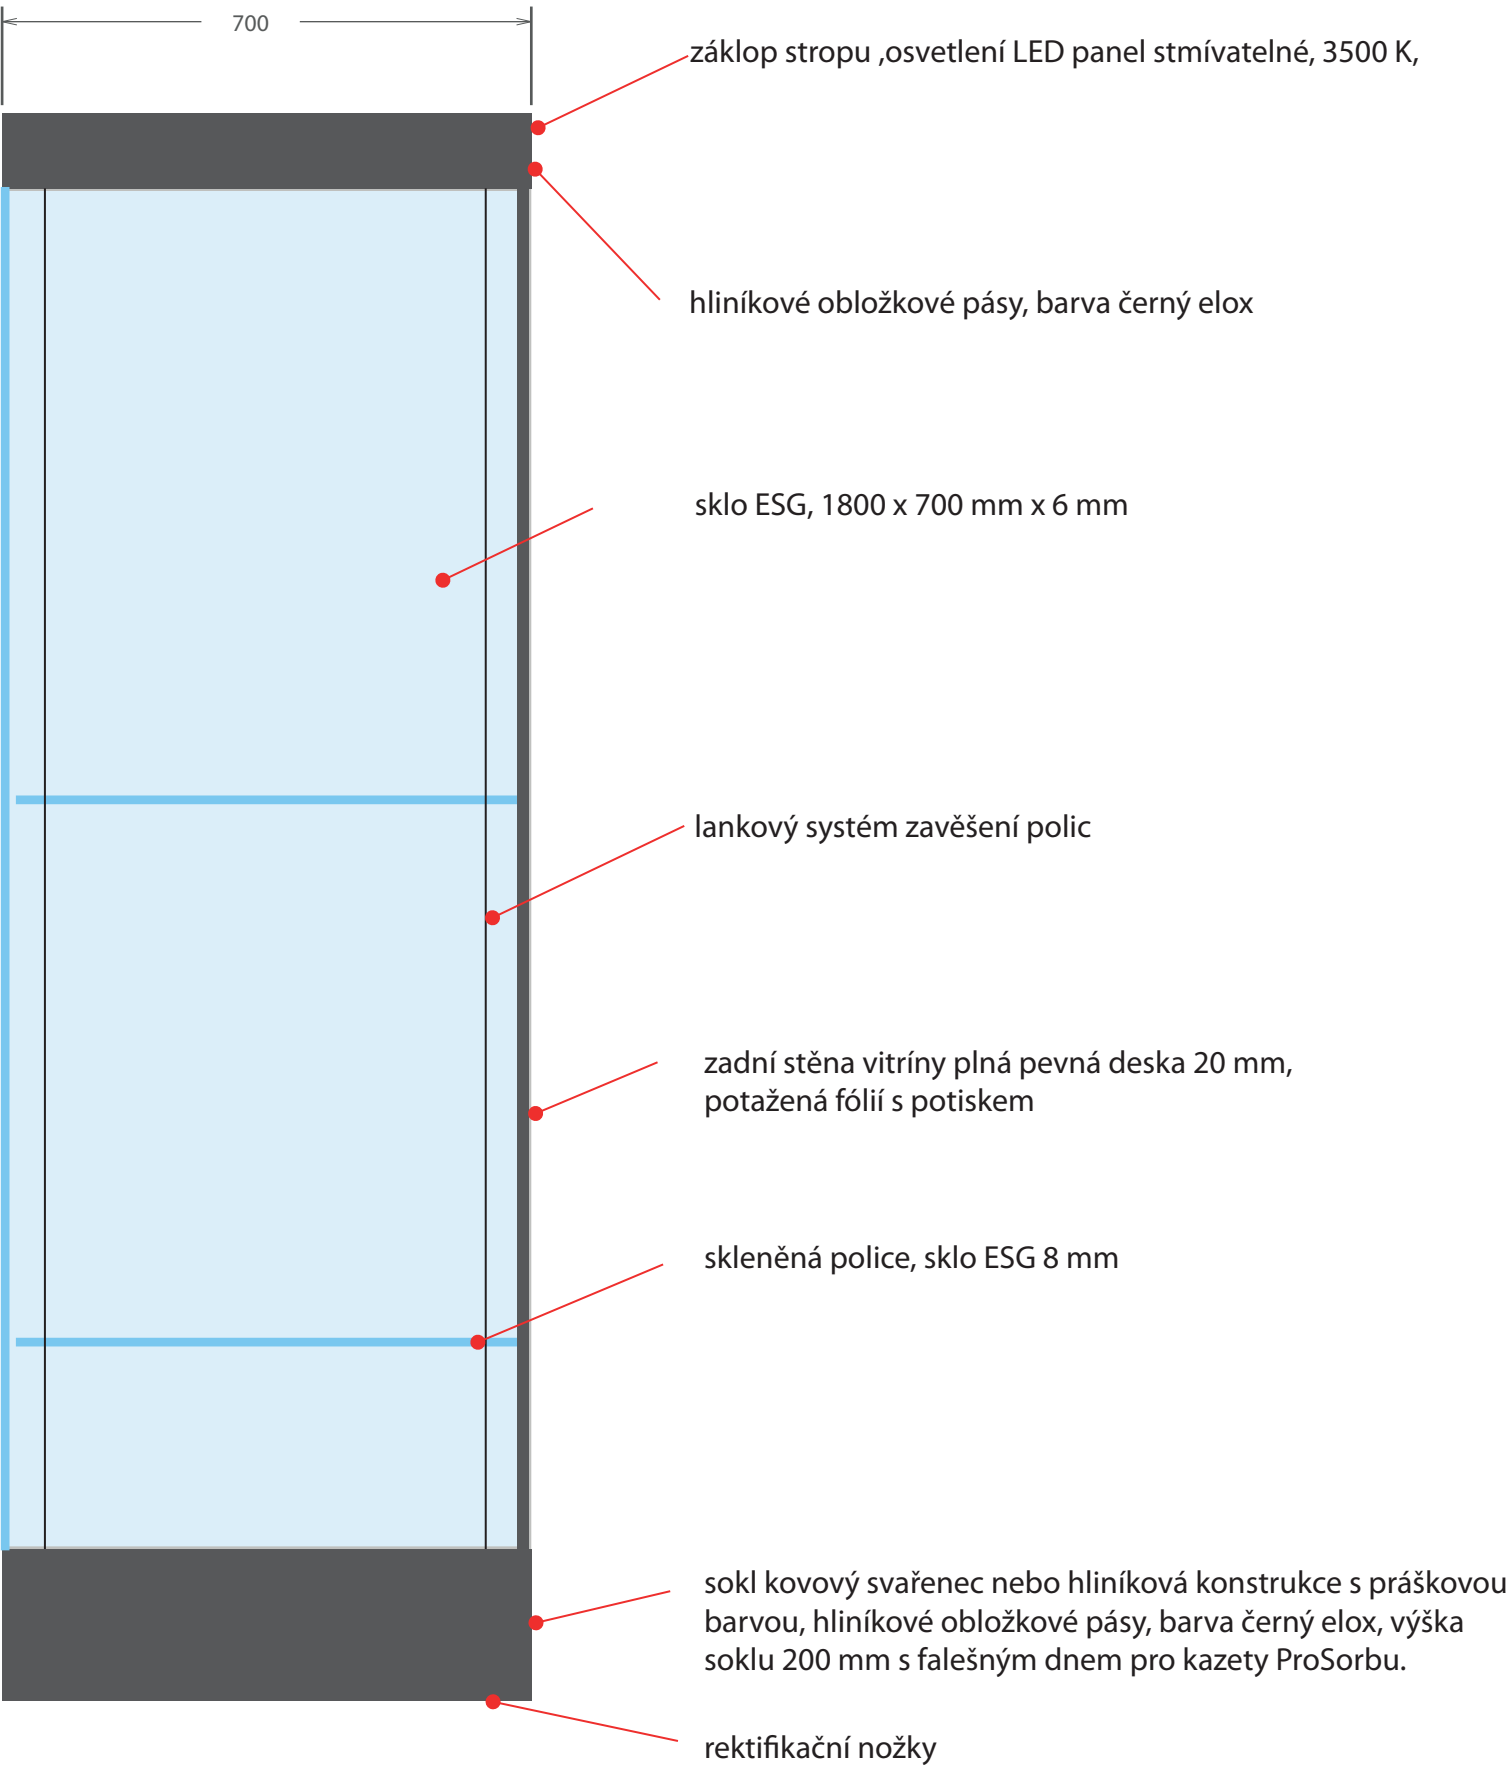 700
záklop stropu ,osvetlení LED panel stmívatelné, 3500 K,
hliníkové obložkové pásy, barva černý elox
sklo ESG, 1800 x 700 mm x 6 mm
lankový systém zavěšení polic
zadní stěna vitríny plná pevná deska 20 mm,
potažená fólií s potiskem
skleněná police, sklo ESG 8 mm
sokl kovový svařenec nebo hliníková konstrukce s práškovou
barvou, hliníkové obložkové pásy, barva černý elox, výška
soklu 200 mm s falešným dnem pro kazety ProSorbu.
rektifikační nožky